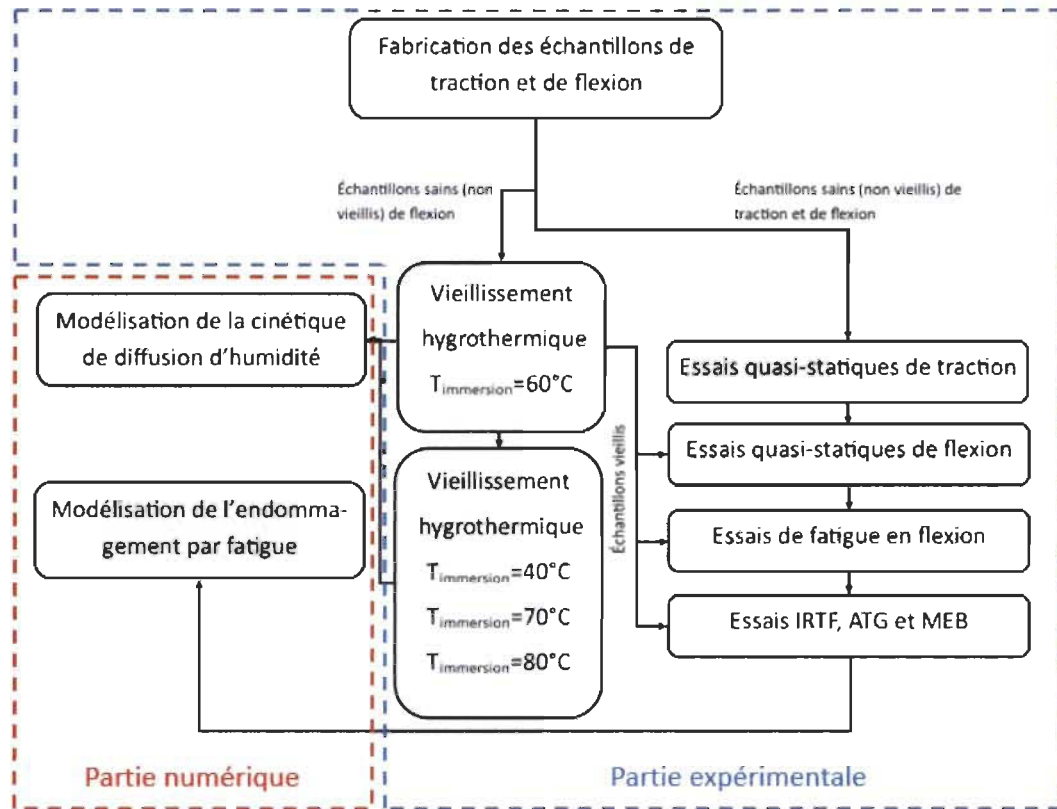 Fabrication des échantillons de
traction et de flexion
Échantillons sains (non
vieillis) de flexion
Échantillons sains (non vieillis) de
traction et de flexion
Vieillissement
hygrothermique
Timmersion=60°C
Modélisation de la cinétique
de diffusion d'humidité
Essais quasi-statiques de traction
Essais quasi-statiques de flexion
Échantillons vieillis
Vieillissement
hygrothermique
Timmersion=40°C
Timmersion=70°C
Timmersion=80°C
Modélisation de l'endomma-
gement par fatigue
Essais de fatigue en flexion
Essais IRTF, ATG et MEB
Partie numérique
Partie expérimentale